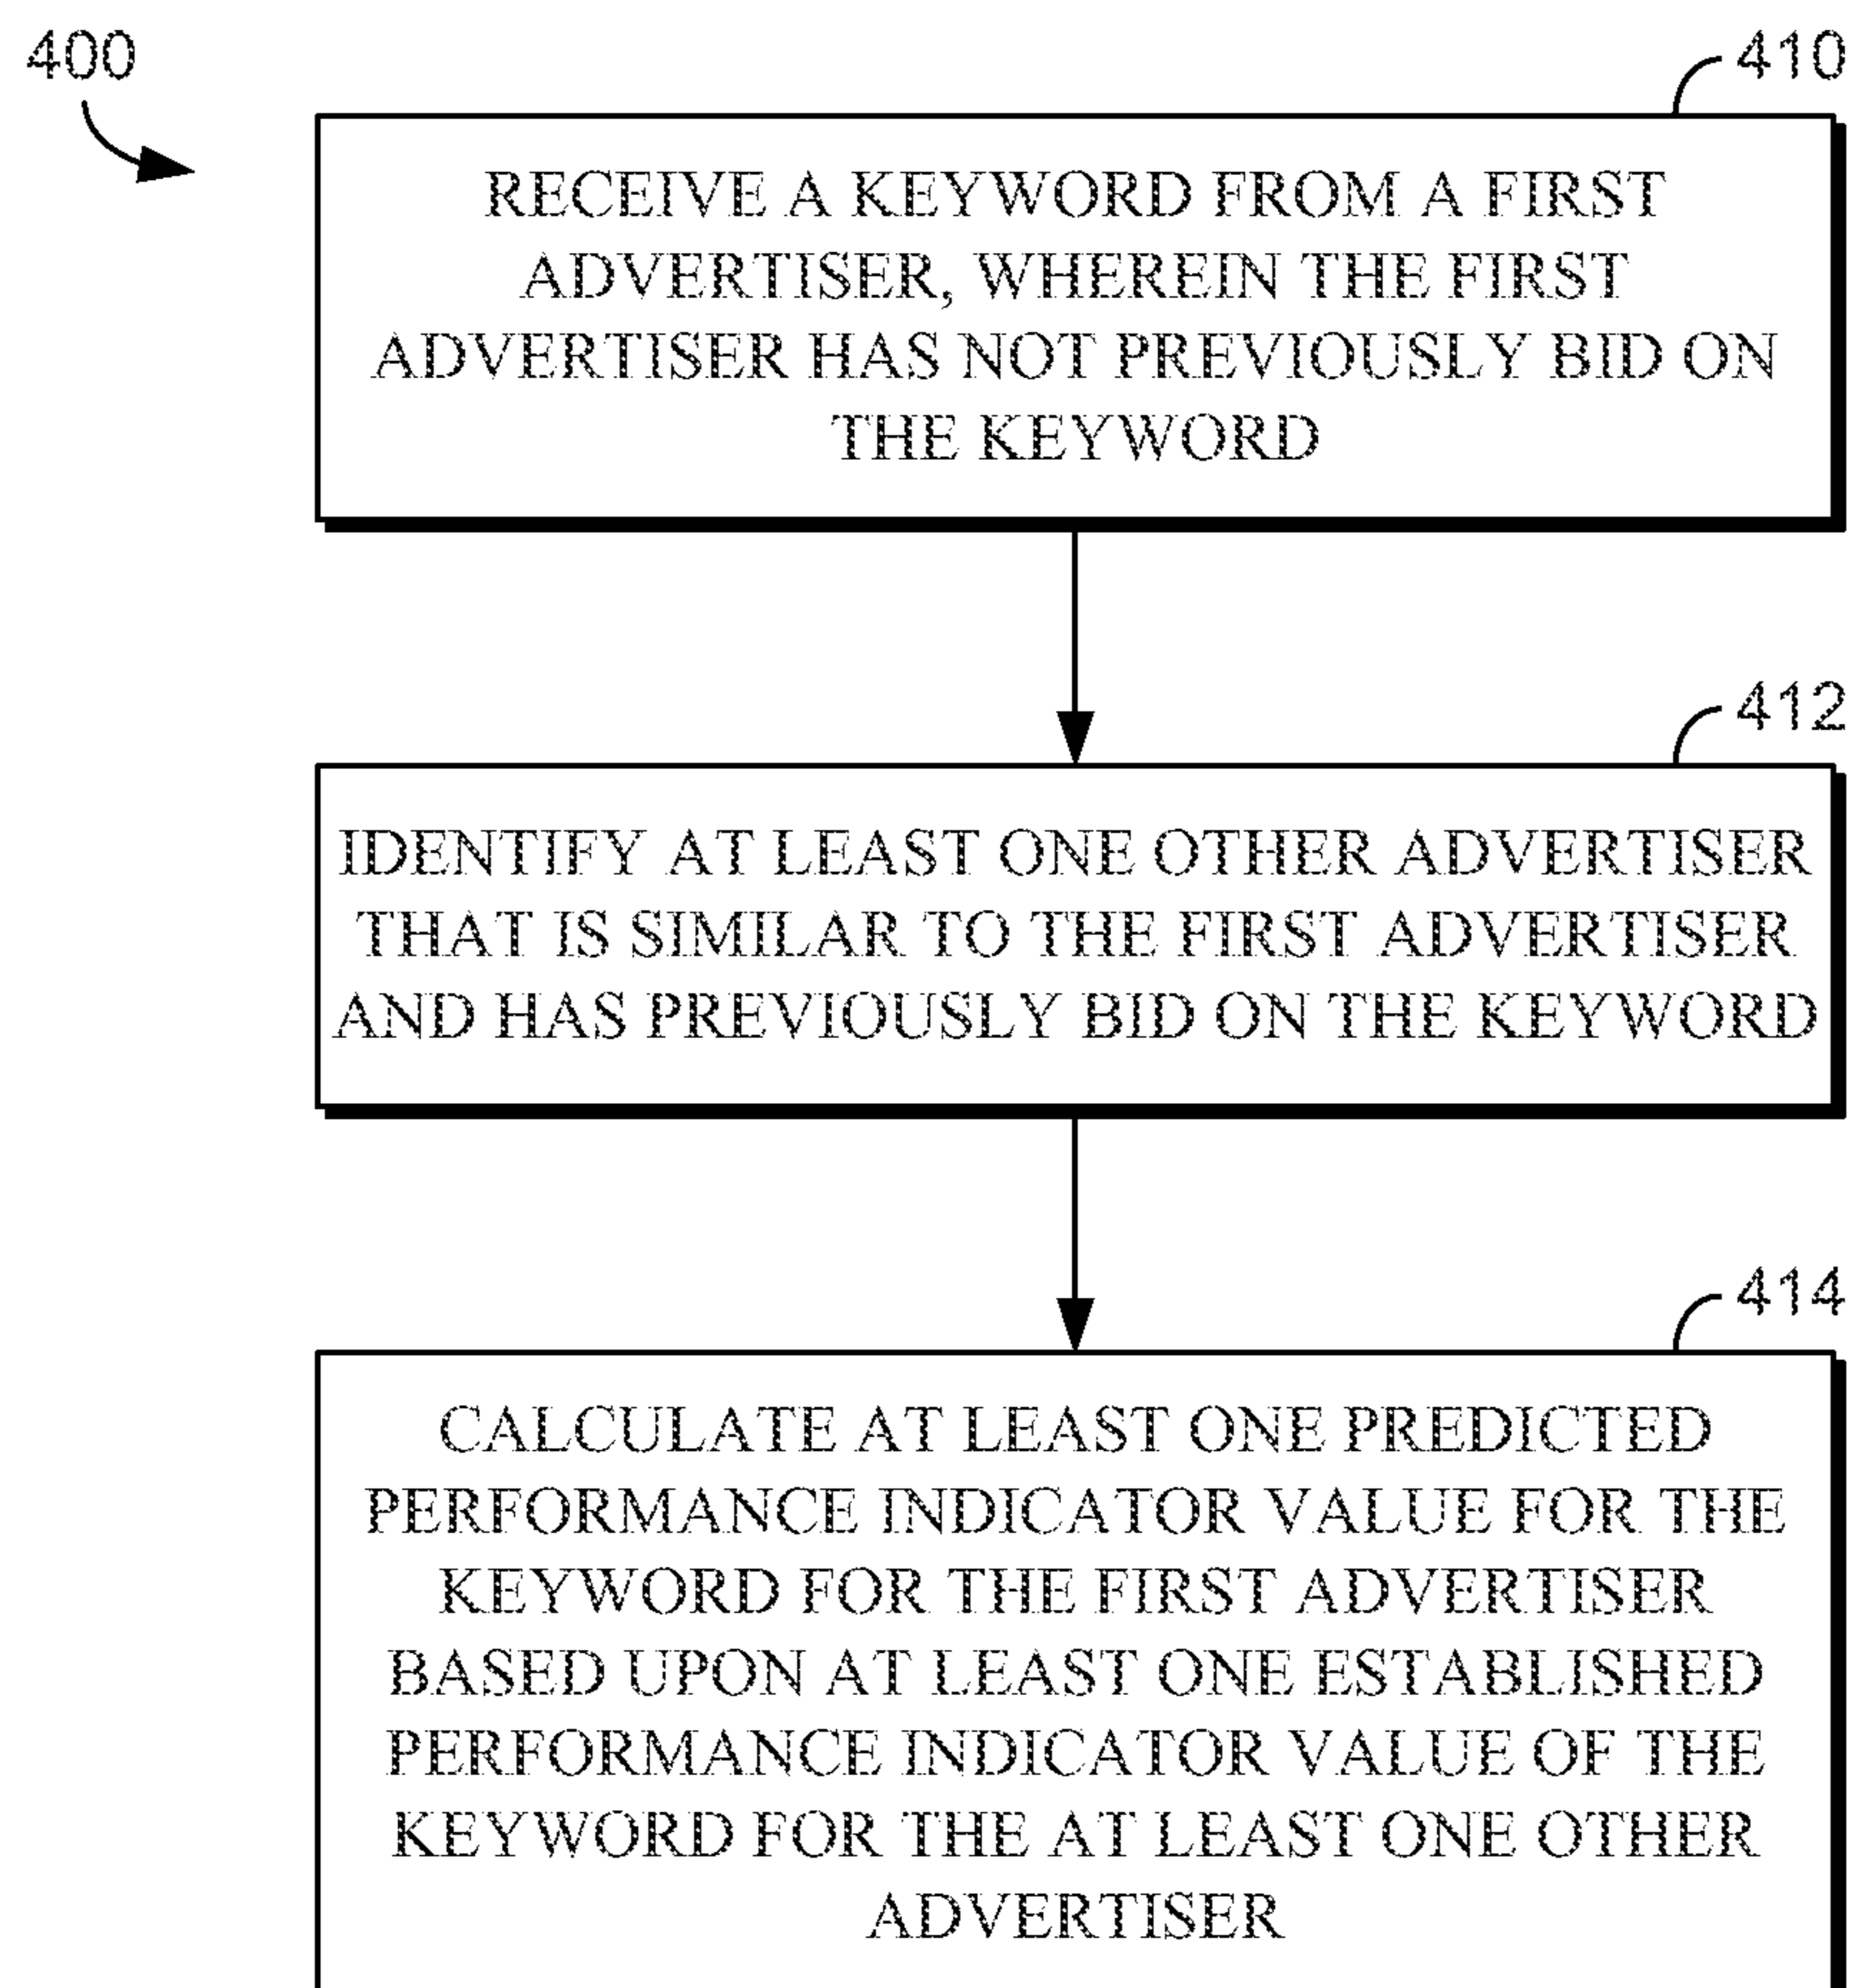 400
410
RECEIVE A KEYWORD FROM A FIRST
ADVERTISER, WHEREIN THE FIRST
ADVERTISER HAS NOT PREVIOUSLY BID ON
THE KEYWORD
412
IDENTIFY AT LEAST ONE OTHER ADVERTISER
THAT IS SIMILAR TO THE FIRST ADVERTISER
AND HAS PREVIOUSLY BID ON THE KEYWORD
414
CALCULATE AT LEAST ONE PREDICTED
PERFORMANCE INDICATOR VALUE FOR THE
KEYWORD FOR THE FIRST ADVERTISER
BASED UPON AT LEAST ONE ESTABLISHED
PERFORMANCE INDICATOR VALUE OF THE
KEYWORD FOR THE AT LEAST ONE OTHER
ADVERTISER